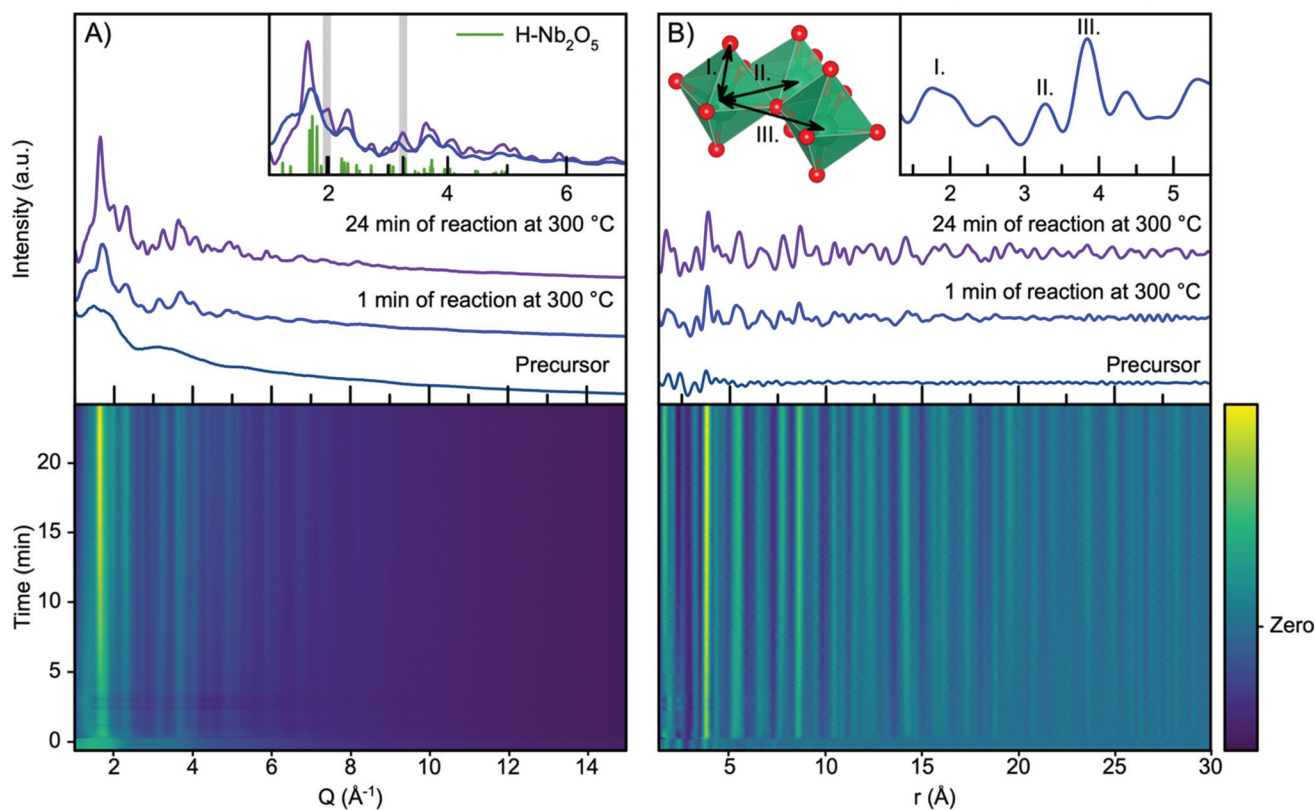 A)
H-Nb₂O₅
2 4 6
Intensity (a.u.)
24 min of reaction at 300 °C
1 min of reaction at 300 °C
Precursor
Time (min)
20
15
10
5
0
2 4 6 8 10 12 14
Q (Å⁻¹)
B)
I.
II.
III.
I.
II.
III.
2 3 4 5
24 min of reaction at 300 °C
1 min of reaction at 300 °C
Precursor
5 10 15 20 25 30
r (Å)
Zero